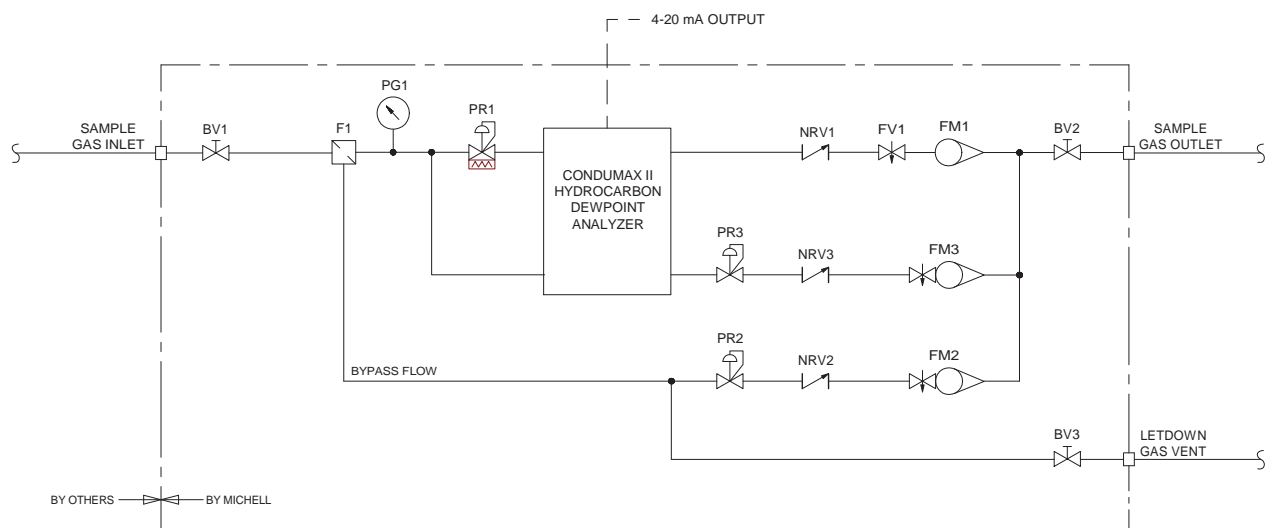 4-20 mA OUTPUT
PG1
PR1
SAMPLE
GAS INLET
BV1
F1
NRV1
FV1
FM1
BV2
SAMPLE
GAS OUTLET
CONDUMAX II
HYDROCARBON
DEWPOINT
ANALYZER
PR3
NRV3
FM3
PR2
NRV2
FM2
BYPASS FLOW
BV3
LETDOWN
GAS VENT
BY OTHERS
BY MICHELL